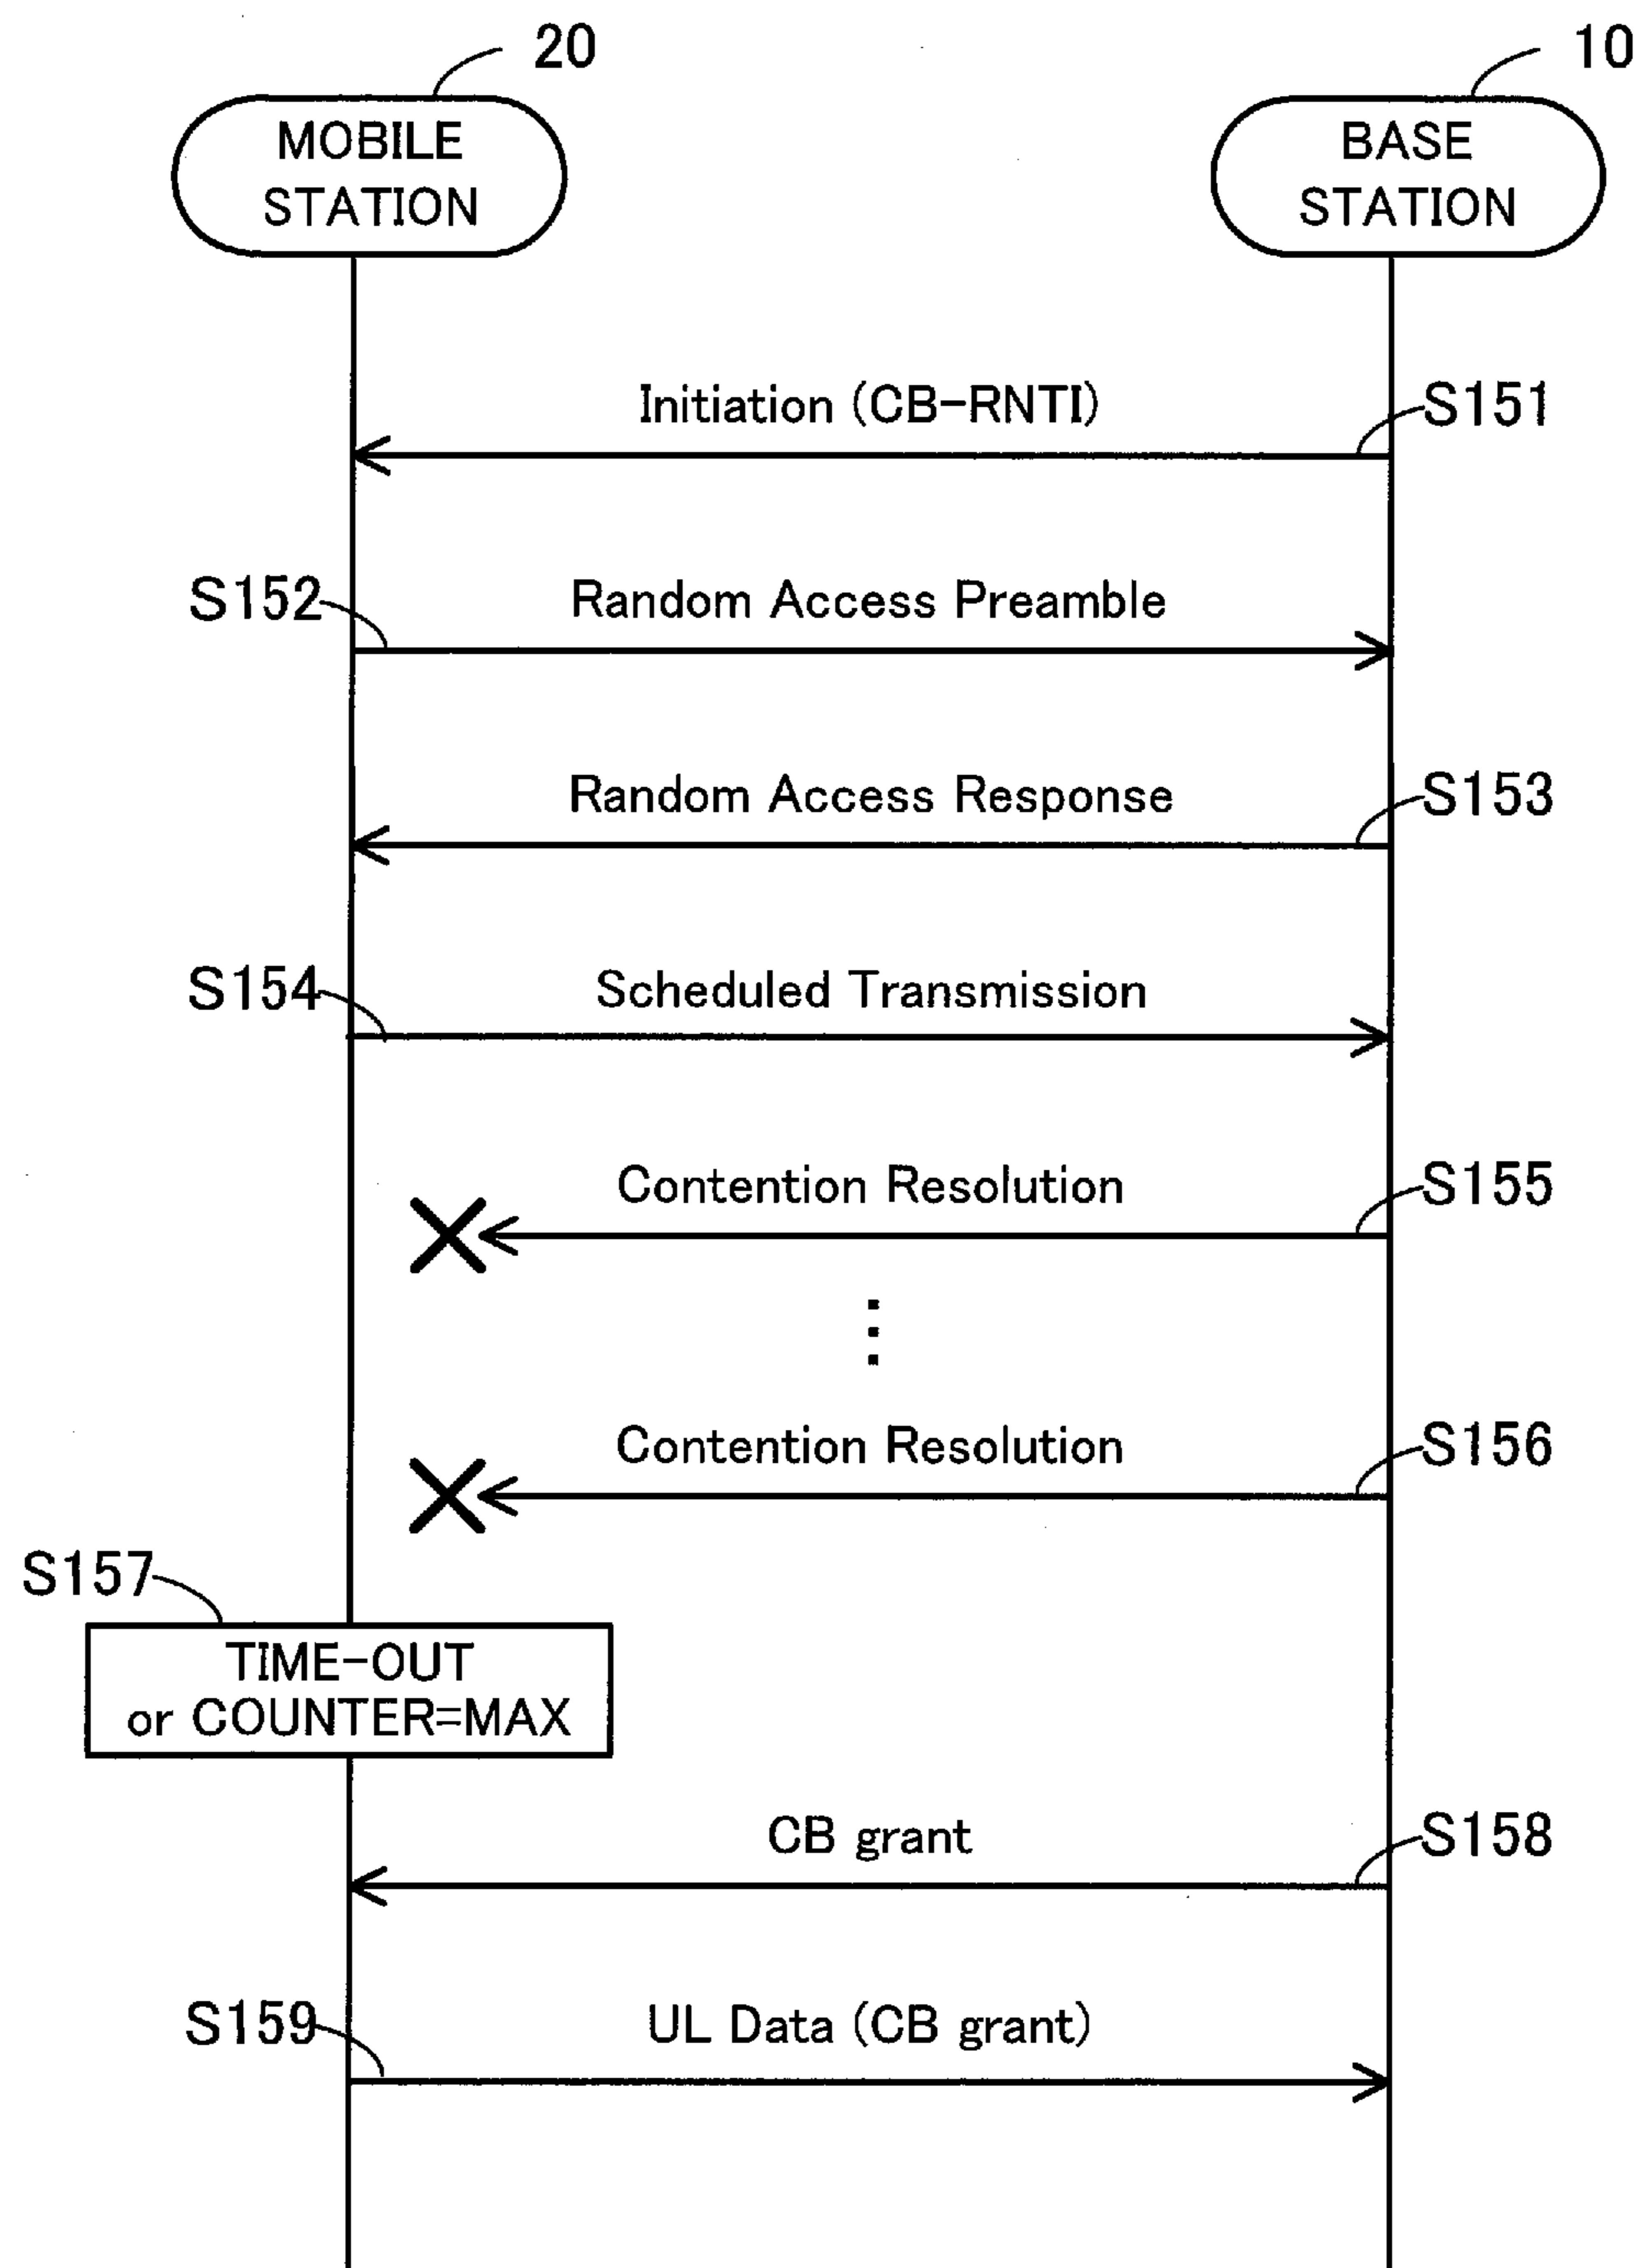 20
10
MOBILE
STATION
BASE
STATION
Initiation (CB-RNTI)
S151
S152
Random Access Preamble
Random Access Response
S153
S154
Scheduled Transmission
Contention Resolution
S155
Contention Resolution
S156
S157
TIME-OUT
or COUNTER=MAX
CB grant
S158
S159
UL Data (CB grant)